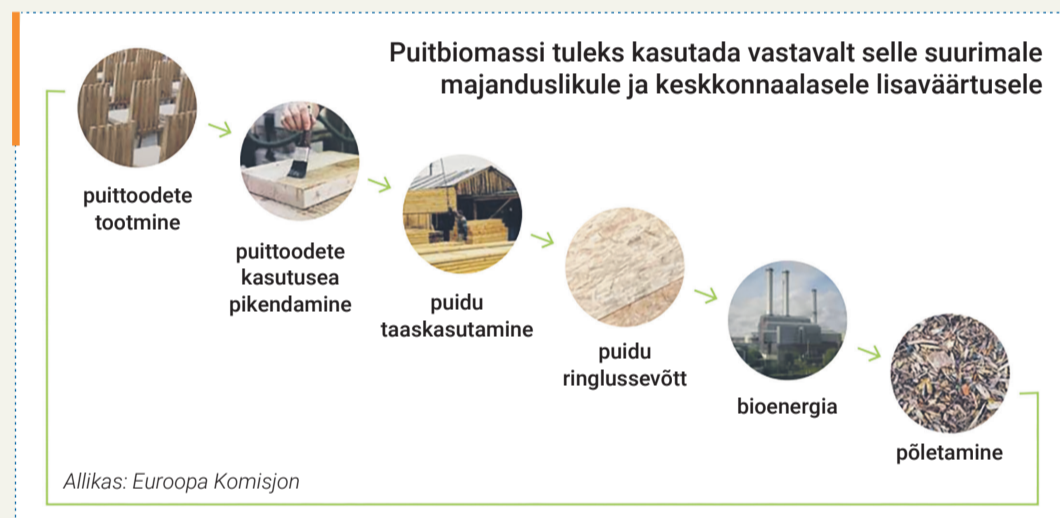 Puitbiomassi tuleks kasutada vastavalt selle suurimale
majanduslikule ja keskkonnaalasele lisaväärtusele
puittoodete
tootmine
puittoodete
kasutusea
pikendamine
puidu
taaskasutamine
puidu
ringlussevõtt
bioenergia
põletamine
Allikas: Euroopa Komisjon